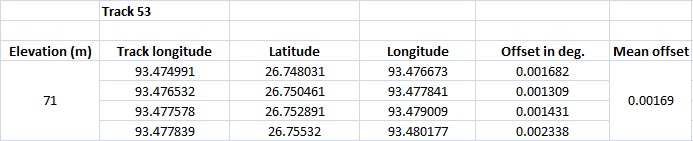 Track 53
Elevation (m) Track longitude Latitude Longitude Offset in deg. Mean offset
71 93.474991 26.748031 93.476673 0.001682 0.00169
93.476532 26.750461 93.477841 0.001309
93.477578 26.752891 93.479009 0.001431
93.477839 26.75532 93.480177 0.002338